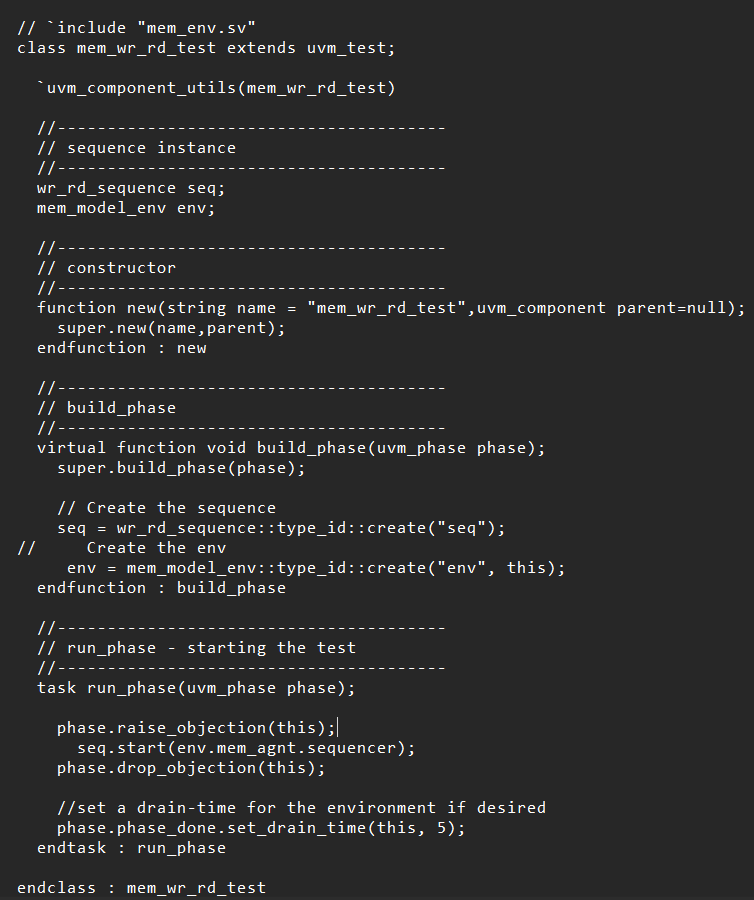 // `include "mem_env.sv"
class mem_wr_rd_test extends uvm_test;
`uvm_component_utils(mem_wr_rd_test)
//---------------------------------------
// sequence instance
//---------------------------------------
wr_rd_sequence seq;
mem_model_env env;
//---------------------------------------
// constructor
//---------------------------------------
function new(string name = "mem_wr_rd_test",uvm_component parent=null);
super.new(name,parent);
endfunction : new
//---------------------------------------
// build_phase
//---------------------------------------
virtual function void build_phase(uvm_phase phase);
super.build_phase(phase);
// Create the sequence
seq = wr_rd_sequence::type_id::create("seq");
//     Create the env
env = mem_model_env::type_id::create("env", this);
endfunction : build_phase
//---------------------------------------
// run_phase - starting the test
//---------------------------------------
task run_phase(uvm_phase phase);
phase.raise_objection(this);
seq.start(env.mem_agnt.sequencer);
phase.drop_objection(this);
//set a drain-time for the environment if desired
phase.phase_done.set_drain_time(this, 5);
endtask : run_phase
endclass : mem_wr_rd_test